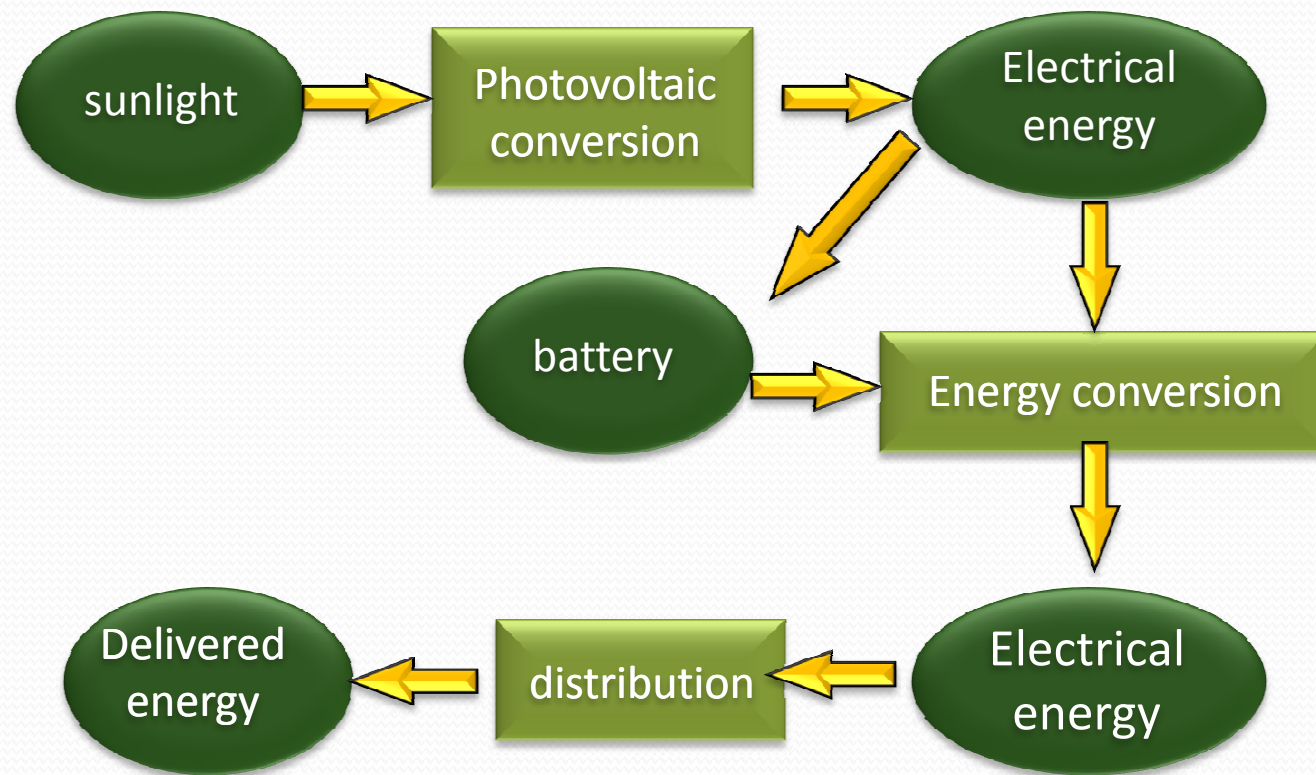 sunlight
Photovoltaic
conversion
Electrical
energy
battery
Energy conversion
Delivered
energy
distribution
Electrical
energy